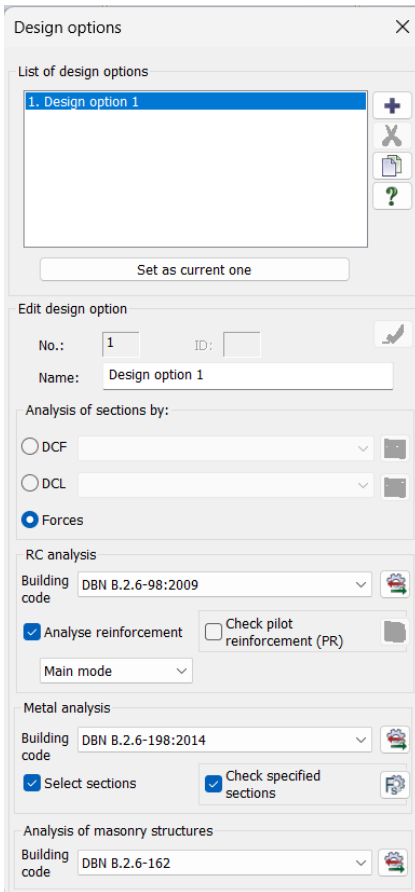 Design options
List of design options
1. Design option 1
Set as current one
Edit design option
No.: 1 ID:
Name: Design option 1
Analysis of sections by:
DCF
DCL
Forces
RC analysis
Building code DBN B.2.6-98:2009
Analyse reinforcement
Check pilot
reinforcement (PR)
Main mode
Metal analysis
Building code DBN B.2.6-198:2014
Select sections
Check specified
sections
Analysis of masonry structures
Building code DBN B.2.6-162